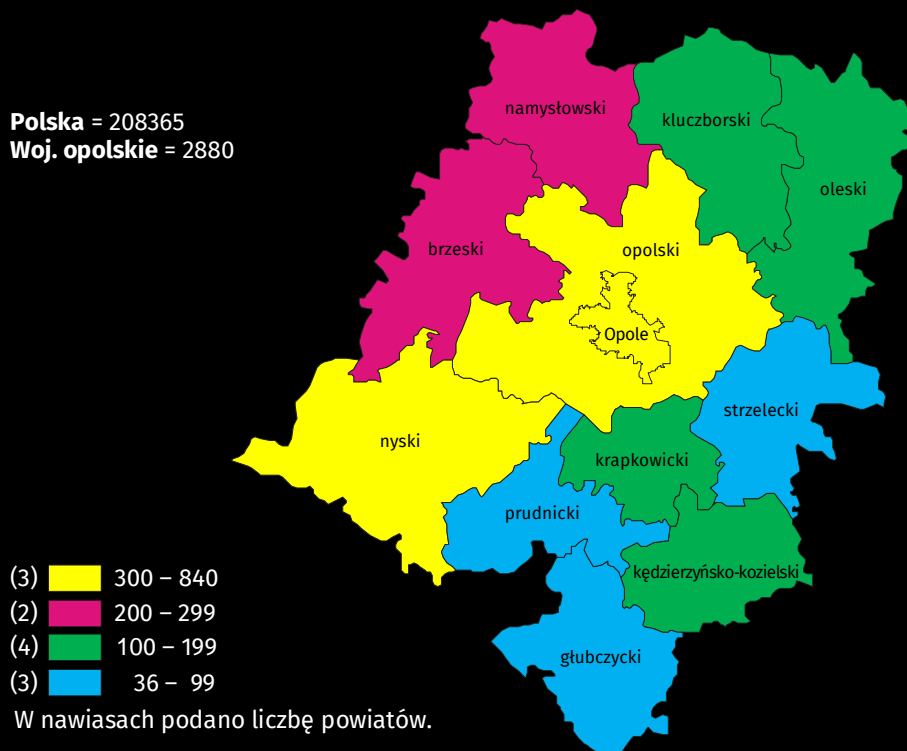 Polska = 208365
Woj. opolskie = 2880
namysłowski
kluczborski
oleski
brzeski
opolski
Opole
strzelecki
nyski
krapkowicki
prudnicki
kędzierzyńsko-kozielski
głubczycki
(3) 300 – 840
(2) 200 – 299
(4) 100 – 199
(3) 36 – 99
W nawiasach podano liczbę powiatów.